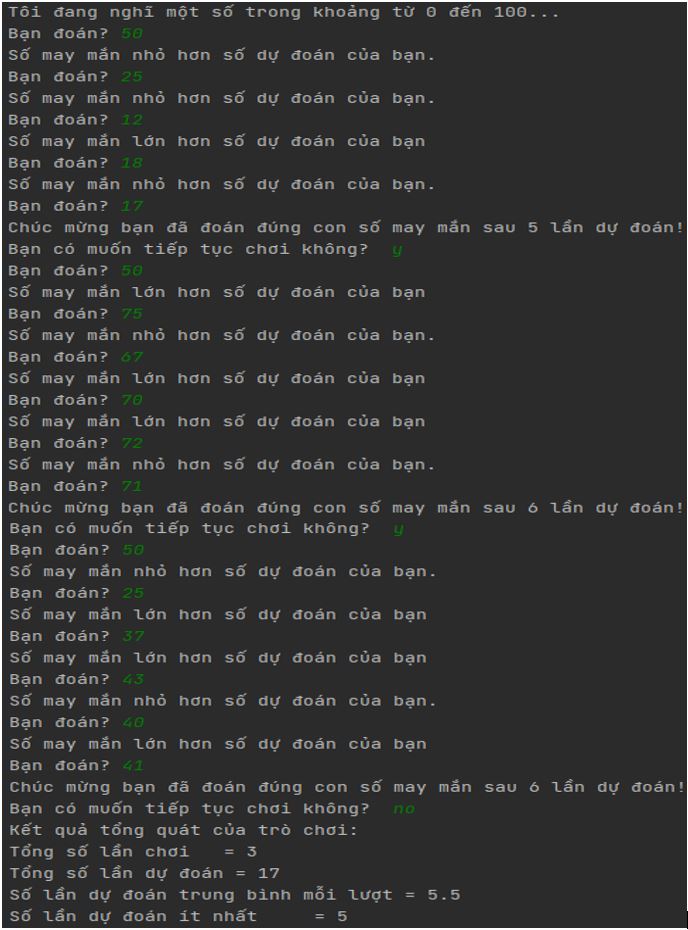 Tôi đang nghĩ một số trong khoảng từ 0 đến 100...
Bạn đoán? 50
Số may mắn nhỏ hơn số dự đoán của bạn.
Bạn đoán? 25
Số may mắn nhỏ hơn số dự đoán của bạn.
Bạn đoán? 12
Số may mắn lớn hơn số dự đoán của bạn
Bạn đoán? 18
Số may mắn nhỏ hơn số dự đoán của bạn.
Bạn đoán? 17
Chúc mừng bạn đã đoán đúng con số may mắn sau 5 lần dự đoán!
Bạn có muốn tiếp tục chơi không?  y
Bạn đoán? 50
Số may mắn lớn hơn số dự đoán của bạn
Bạn đoán? 75
Số may mắn nhỏ hơn số dự đoán của bạn.
Bạn đoán? 67
Số may mắn lớn hơn số dự đoán của bạn
Bạn đoán? 70
Số may mắn lớn hơn số dự đoán của bạn
Bạn đoán? 72
Số may mắn nhỏ hơn số dự đoán của bạn.
Bạn đoán? 71
Chúc mừng bạn đã đoán đúng con số may mắn sau 6 lần dự đoán!
Bạn có muốn tiếp tục chơi không?  y
Bạn đoán? 50
Số may mắn nhỏ hơn số dự đoán của bạn.
Bạn đoán? 25
Số may mắn lớn hơn số dự đoán của bạn
Bạn đoán? 37
Số may mắn lớn hơn số dự đoán của bạn
Bạn đoán? 43
Số may mắn nhỏ hơn số dự đoán của bạn.
Bạn đoán? 40
Số may mắn lớn hơn số dự đoán của bạn
Bạn đoán? 41
Chúc mừng bạn đã đoán đúng con số may mắn sau 6 lần dự đoán!
Bạn có muốn tiếp tục chơi không?  no
Kết quả tổng quát của trò chơi:
Tổng số lần chơi   = 3
Tổng số lần dự đoán = 17
Số lần dự đoán trung bình mỗi lượt = 5.5
Số lần dự đoán ít nhất     = 5